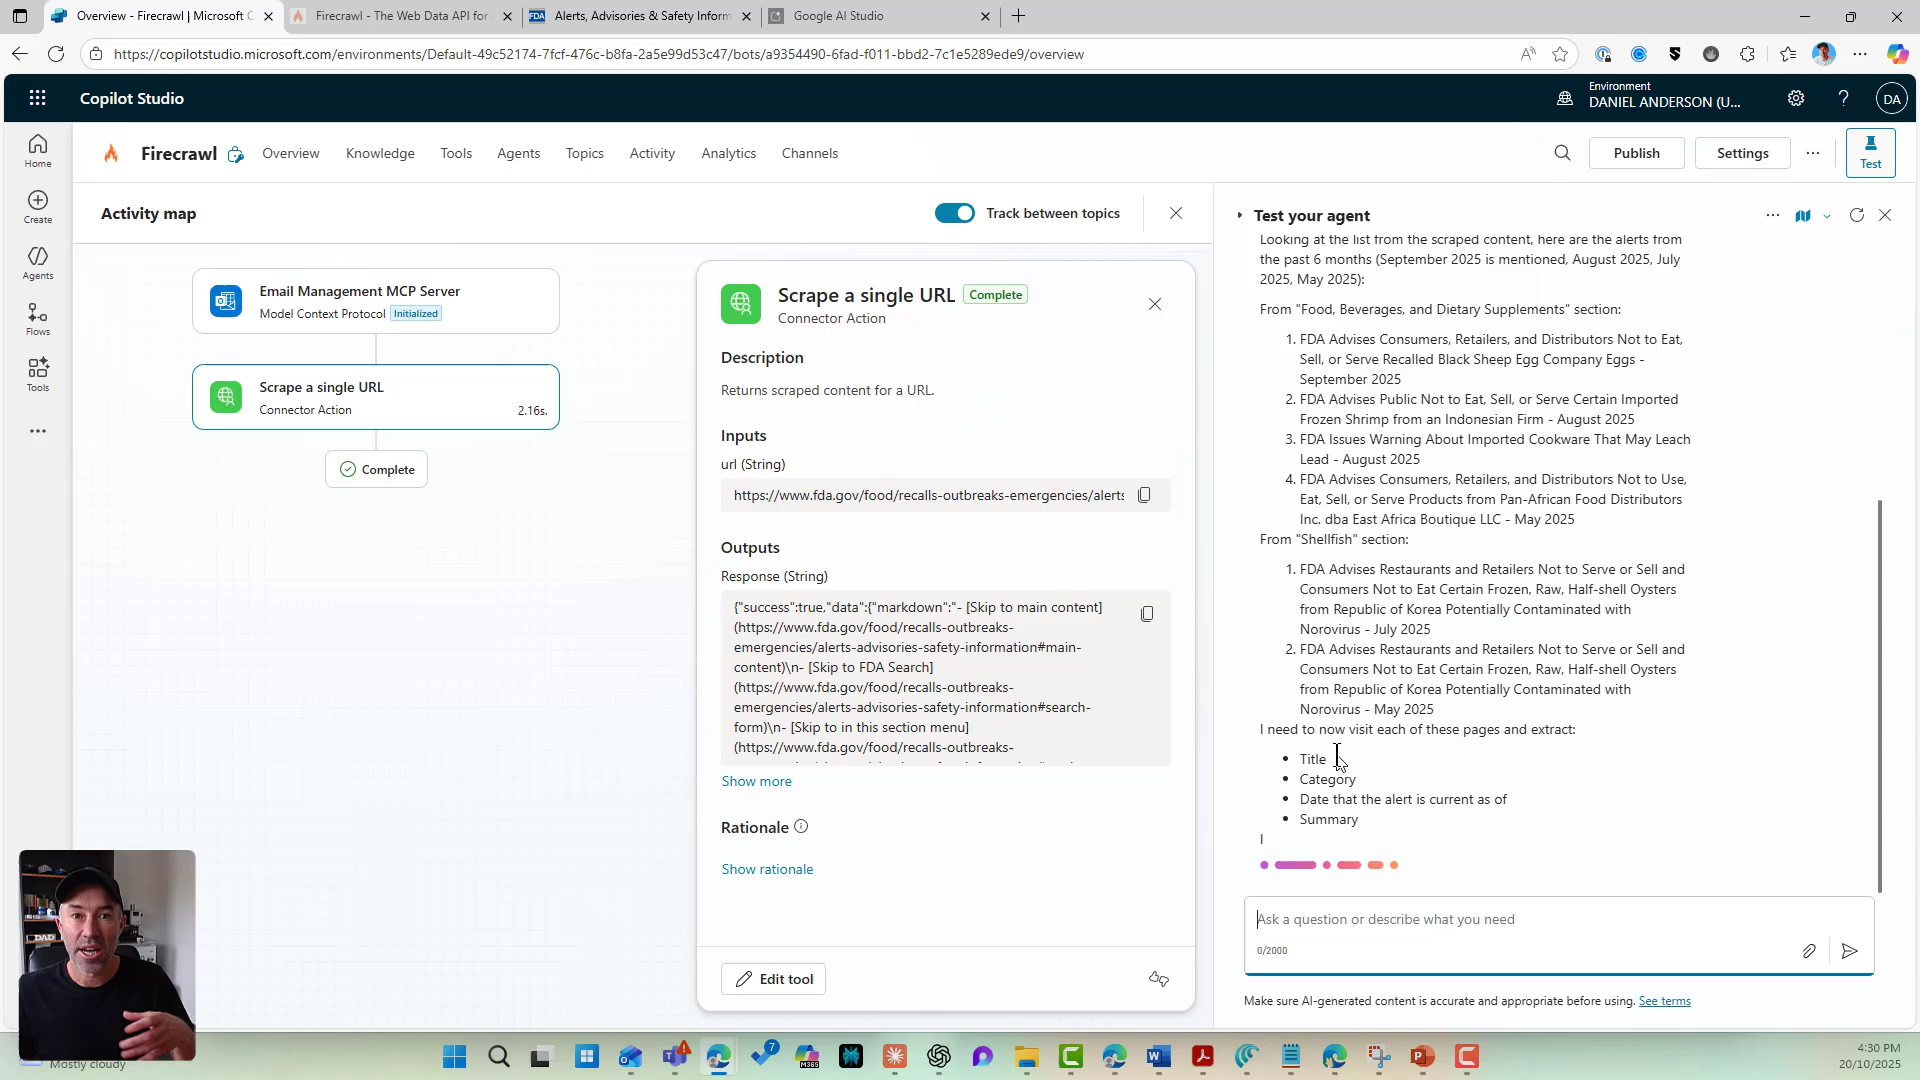 Overview - Firecrawl | Microsoft C
Firecrawl - The Web Data API for
FDA
Alerts, Advisories & Safety Inform
Google AI Studio
https://copilotstudio.microsoft.com/environments/Default-49c52174-7fcf-476c-b8fa-2a5e99d53c47/bots/a9354490-6fad-f011-bbd2-7c1e5289ede9/overview
Copilot Studio
Environment
DANIEL ANDERSON (U...
DA
Home
Create
Agents
Flows
Tools
Firecrawl
Overview
Knowledge
Tools
Agents
Topics
Activity
Analytics
Channels
Publish
Settings
Test
Activity map
Track between topics
Email Management MCP Server
Model Context Protocol Initialized
Scrape a single URL
Connector Action
2.16s.
Complete
Scrape a single URL Complete
Connector Action
Description
Returns scraped content for a URL.
Inputs
url (String)
https://www.fda.gov/food/recalls-outbreaks-emergencies/alerts
Outputs
Response (String)
{"success":true,"data":{"markdown":"- [Skip to main content]
(https://www.fda.gov/food/recalls-outbreaks-
emergencies/alerts-advisories-safety-information#main-
content)\n- [Skip to FDA Search]
(https://www.fda.gov/food/recalls-outbreaks-
emergencies/alerts-advisories-safety-information#search-
form)\n- [Skip to in this section menu]
(https://www.fda.gov/food/recalls-outbreaks-
Show more
Rationale
Show rationale
Edit tool
Test your agent
Looking at the list from the scraped content, here are the alerts from
the past 6 months (September 2025 is mentioned, August 2025, July
2025, May 2025):
From "Food, Beverages, and Dietary Supplements" section:
1. FDA Advises Consumers, Retailers, and Distributors Not to Eat,
Sell, or Serve Recalled Black Sheep Egg Company Eggs -
September 2025
2. FDA Advises Public Not to Eat, Sell, or Serve Certain Imported
Frozen Shrimp from an Indonesian Firm - August 2025
3. FDA Issues Warning About Imported Cookware That May Leach
Lead - August 2025
4. FDA Advises Consumers, Retailers, and Distributors Not to Use,
Eat, Sell, or Serve Products from Pan-African Food Distributors
Inc. dba East Africa Boutique LLC - May 2025
From "Shellfish" section:
1. FDA Advises Restaurants and Retailers Not to Serve or Sell and
Consumers Not to Eat Certain Frozen, Raw, Half-shell Oysters
from Republic of Korea Potentially Contaminated with
Norovirus - July 2025
2. FDA Advises Restaurants and Retailers Not to Serve or Sell and
Consumers Not to Eat Certain Frozen, Raw, Half-shell Oysters
from Republic of Korea Potentially Contaminated with
Norovirus - May 2025
I need to now visit each of these pages and extract:
• Title
• Category
• Date that the alert is current as of
• Summary
I
Ask a question or describe what you need
0/2000
Make sure AI-generated content is accurate and appropriate before using. See terms
DAD
Mostly cloudy
7
M365
4:30 PM
20/10/2025